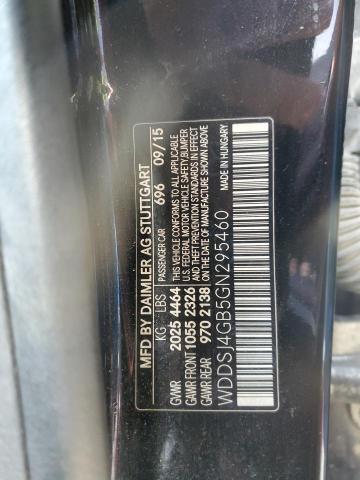 MFD BY DAIMLER AG STUTTGART
PASSENGER CAR 696 09/15
KG LBS
GVWR 2025 4464
GAWR FRONT 1055 2326
GAWR REAR 970 2138
THIS VEHICLE CONFORMS TO ALL APPLICABLE
U.S. FEDERAL MOTOR VEHICLE SAFETY, BUMPER
AND THEFT PREVENTION STANDARDS IN EFFECT
ON THE DATE OF MANUFACTURE SHOWN ABOVE
MADE IN HUNGARY
WDDSJ4GB5GN295460